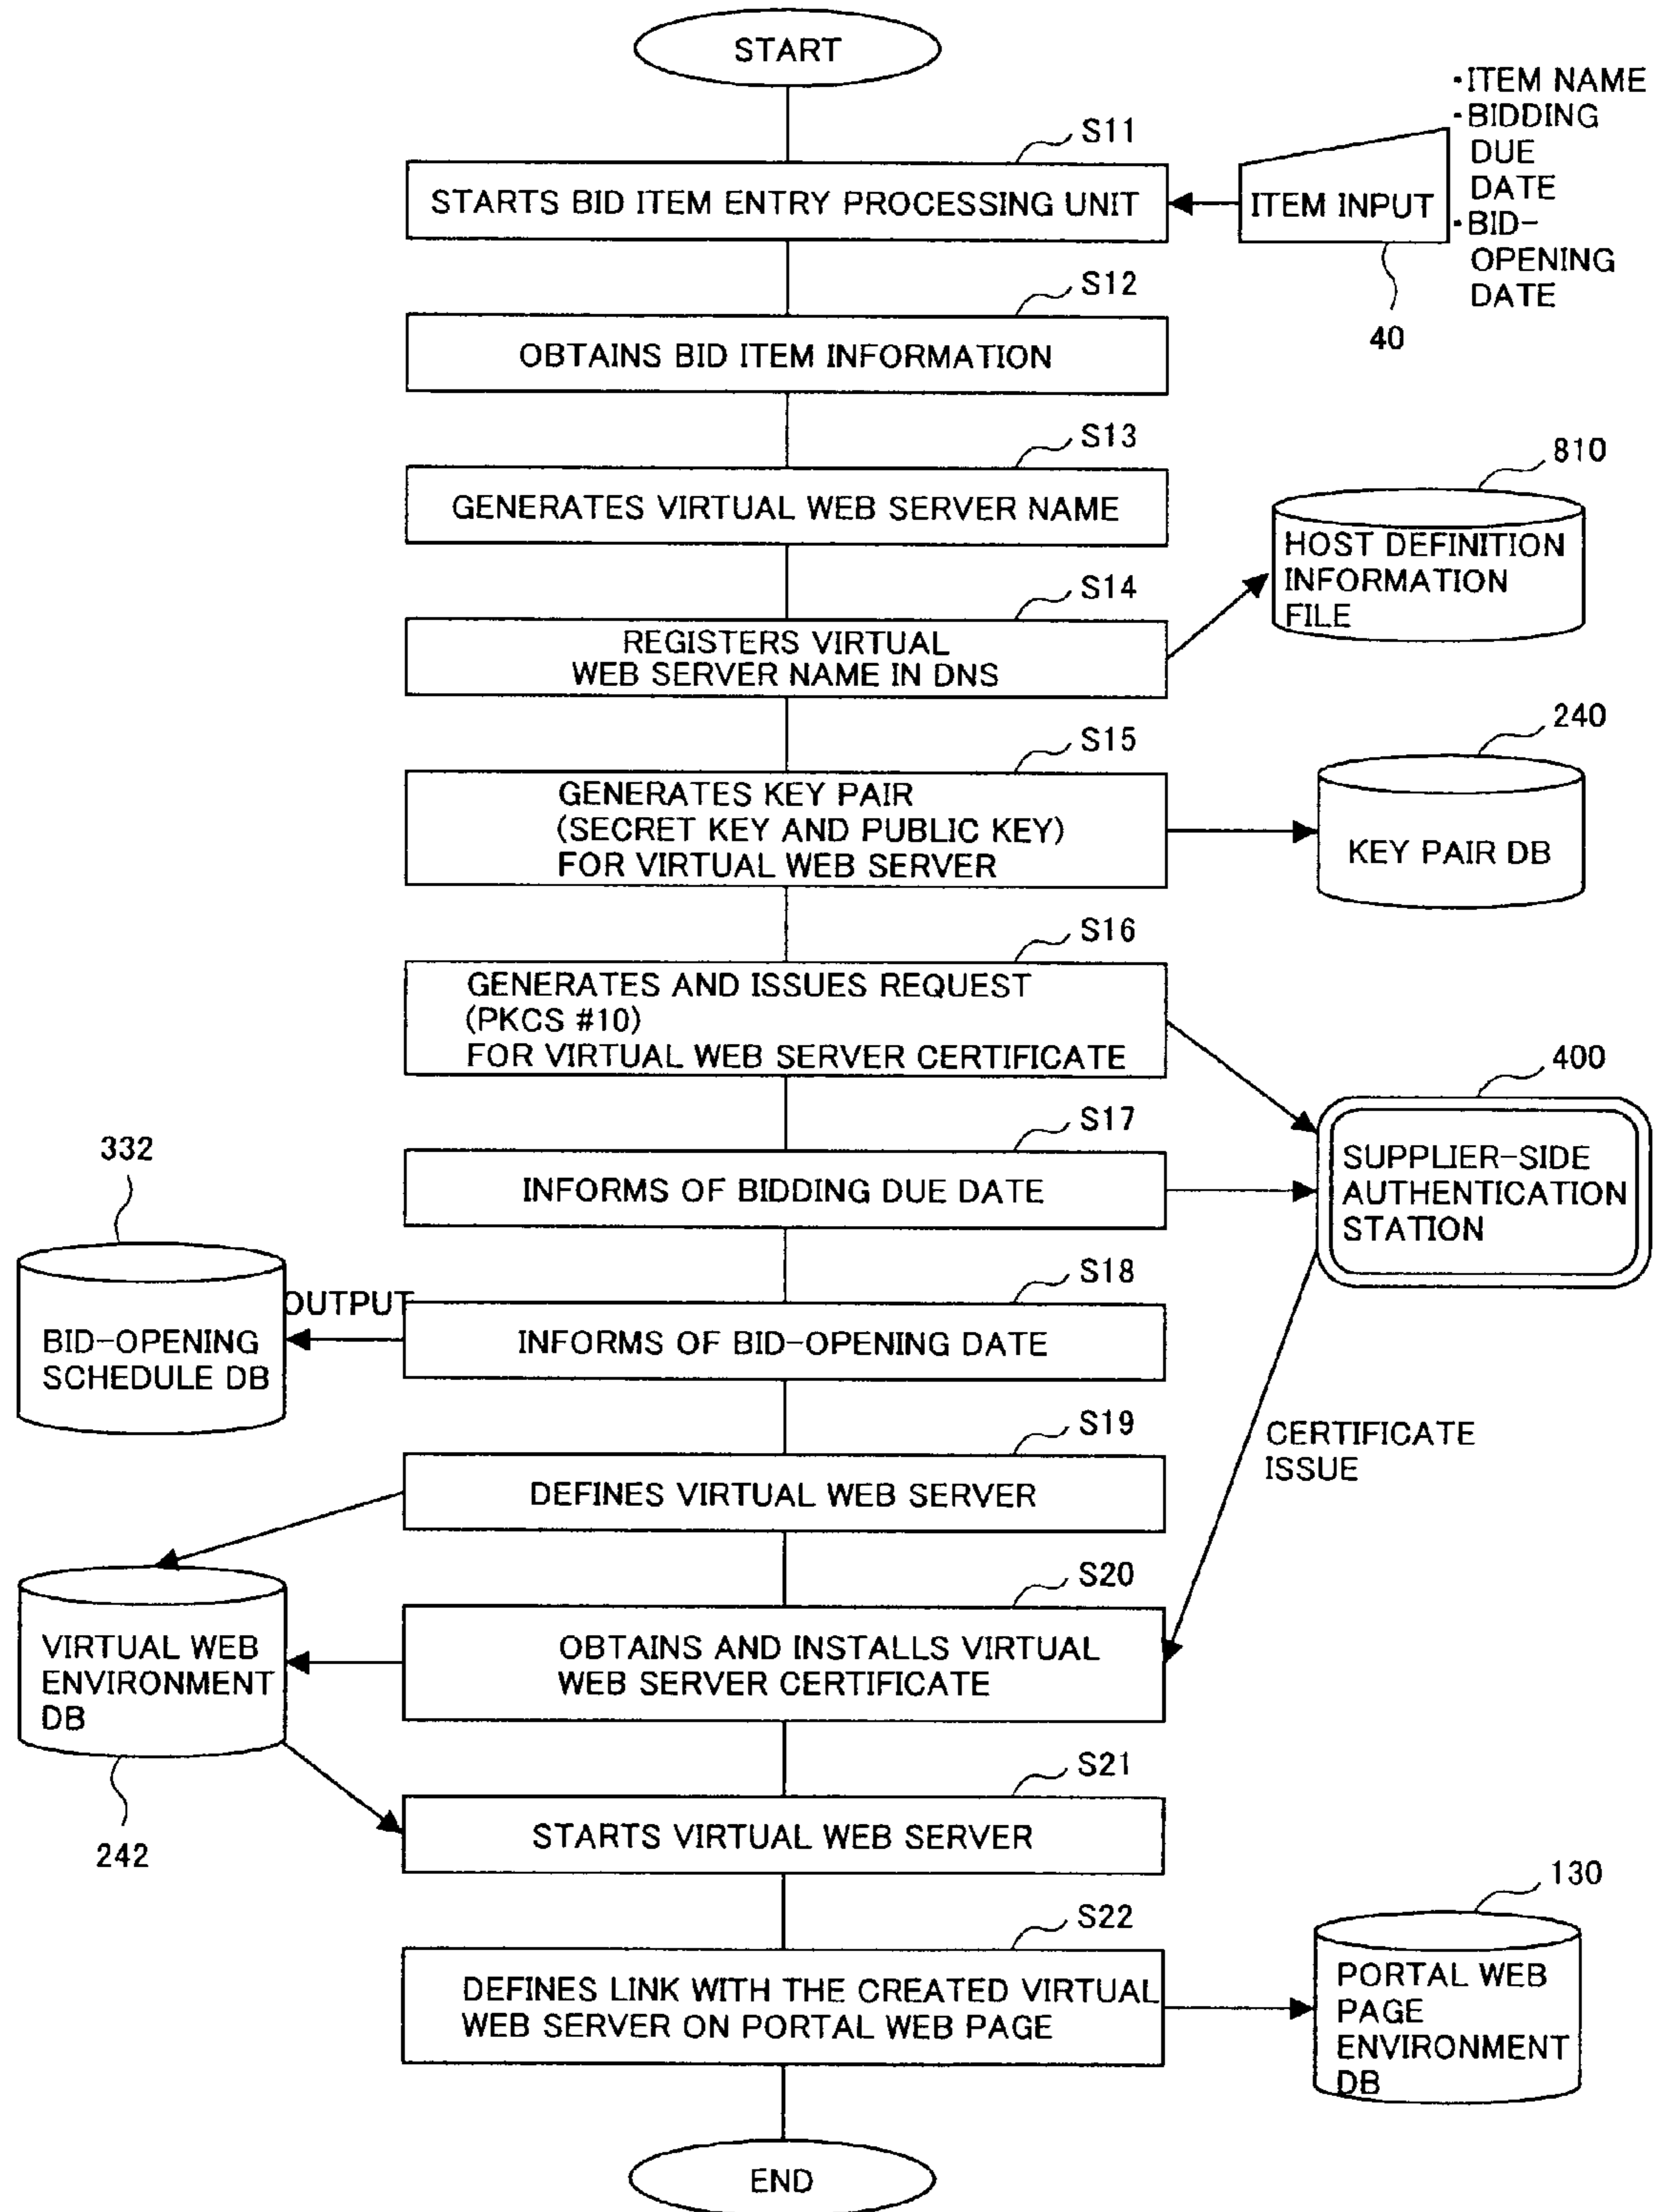 START
・ITEM NAME
・BIDDING
DUE
DATE
・BID-
OPENING
DATE
S11
STARTS BID ITEM ENTRY PROCESSING UNIT
ITEM INPUT
40
S12
OBTAINS BID ITEM INFORMATION
S13
GENERATES VIRTUAL WEB SERVER NAME
810
HOST DEFINITION
INFORMATION
FILE
S14
REGISTERS VIRTUAL
WEB SERVER NAME IN DNS
S15
GENERATES KEY PAIR
(SECRET KEY AND PUBLIC KEY)
FOR VIRTUAL WEB SERVER
240
KEY PAIR DB
S16
GENERATES AND ISSUES REQUEST
(PKCS #10)
FOR VIRTUAL WEB SERVER CERTIFICATE
400
SUPPLIER-SIDE
AUTHENTICATION
STATION
S17
INFORMS OF BIDDING DUE DATE
332
BID-OPENING
SCHEDULE DB
OUTPUT
S18
INFORMS OF BID-OPENING DATE
CERTIFICATE
ISSUE
S19
DEFINES VIRTUAL WEB SERVER
S20
OBTAINS AND INSTALLS VIRTUAL
WEB SERVER CERTIFICATE
VIRTUAL WEB
ENVIRONMENT
DB
242
S21
STARTS VIRTUAL WEB SERVER
S22
DEFINES LINK WITH THE CREATED VIRTUAL
WEB SERVER ON PORTAL WEB PAGE
130
PORTAL WEB
PAGE
ENVIRONMENT
DB
END